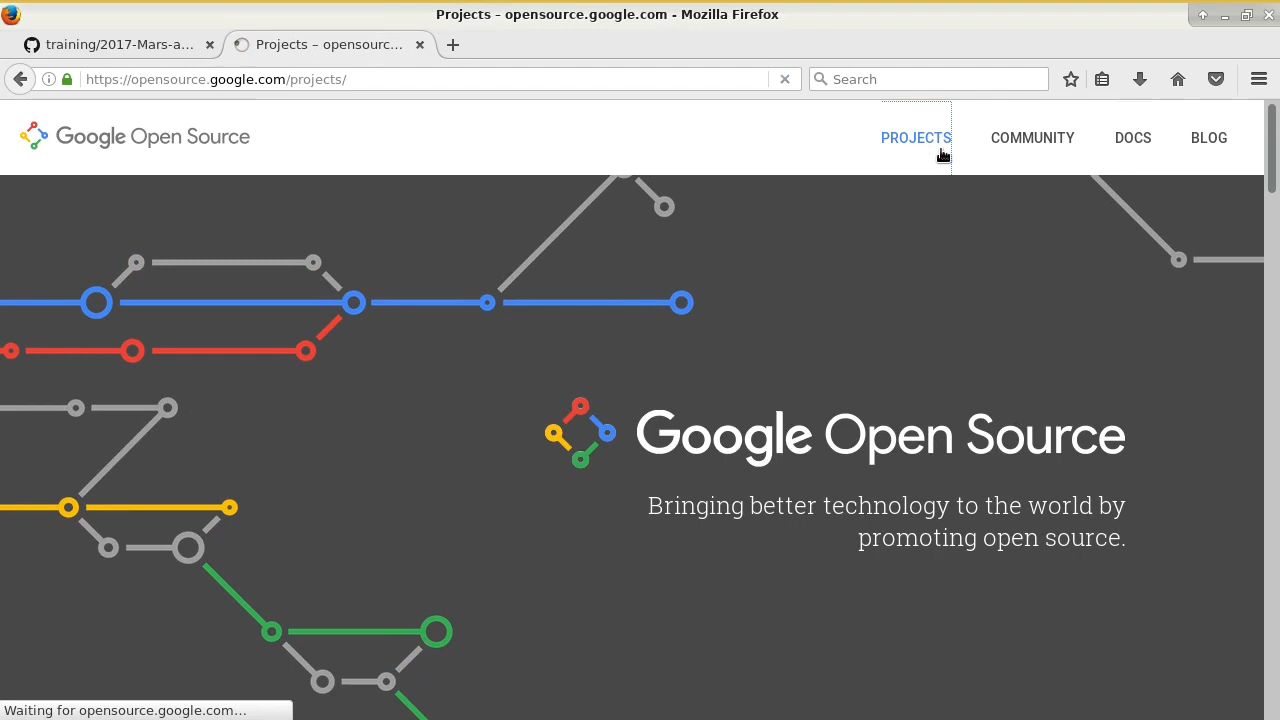 Projects – opensource.google.com - Mozilla Firefox
training/2017-Mars-a...
Projects – opensourc...
https://opensource.google.com/projects/
Search
Google Open Source
PROJECTS
COMMUNITY
DOCS
BLOG
Google Open Source
Bringing better technology to the world by
promoting open source.
Waiting for opensource.google.com...